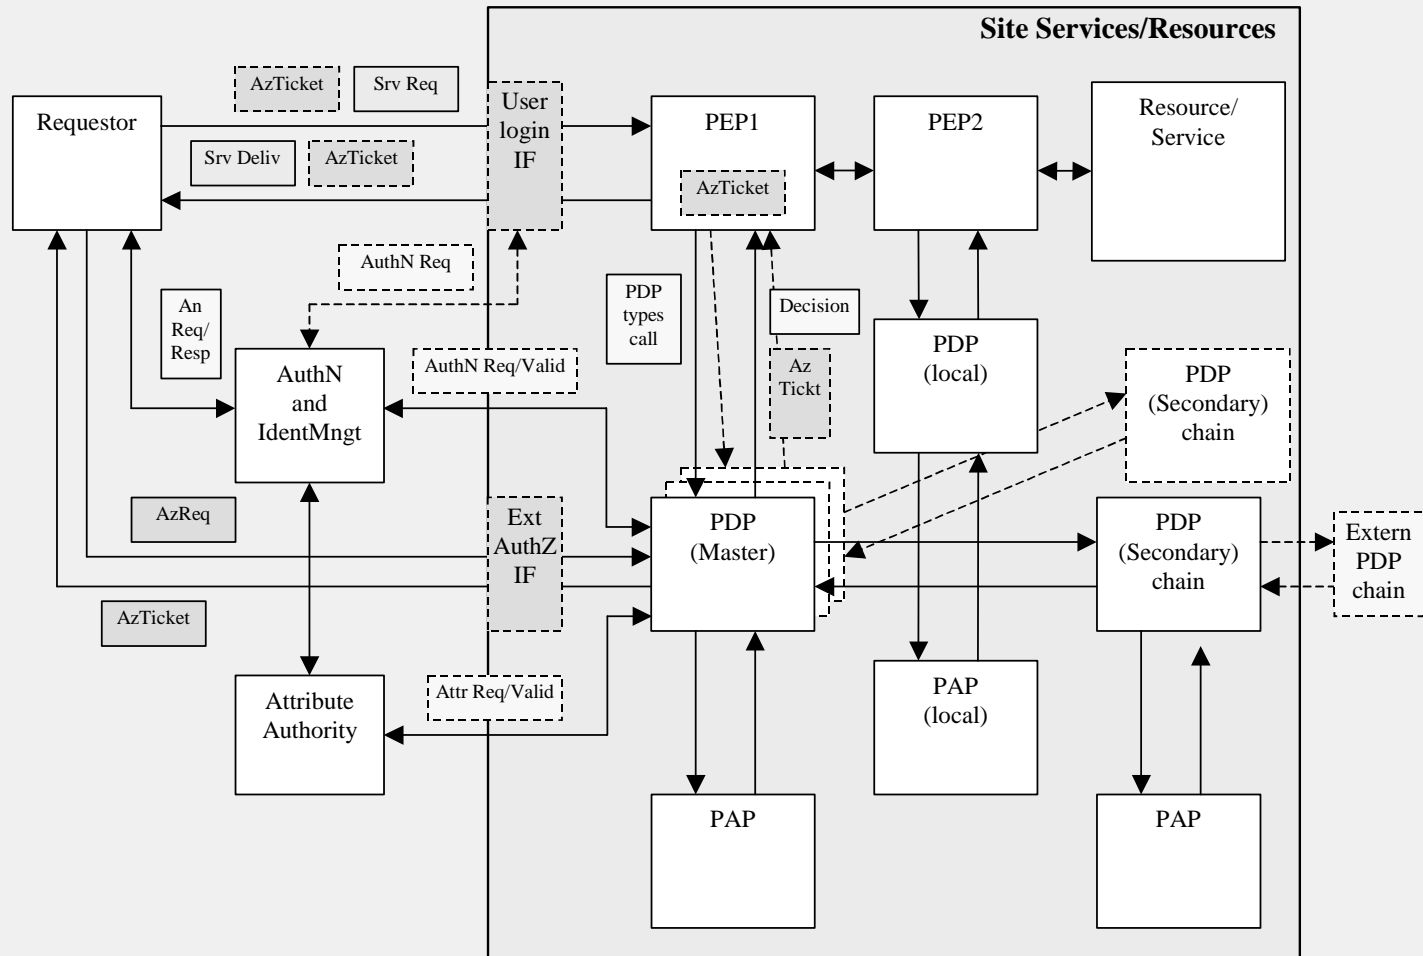 Site Services/Resources
AzTicket
Srv Req
Requestor
User
login
IF
PEP1
PEP2
Resource/
Service
Srv Deliv
AzTicket
AzTicket
AuthN Req
An
Req/
Resp
PDP
types
call
Decision
Az
Tickt
PDP
(local)
PDP
(Secondary)
chain
AuthN
and
IdentMngt
AuthN Req/Valid
AzReq
Ext
AuthZ
IF
PDP
(Master)
PDP
(Secondary)
chain
Extern
PDP
chain
AzTicket
Attribute
Authority
Attr Req/Valid
PAP
(local)
PAP
PAP